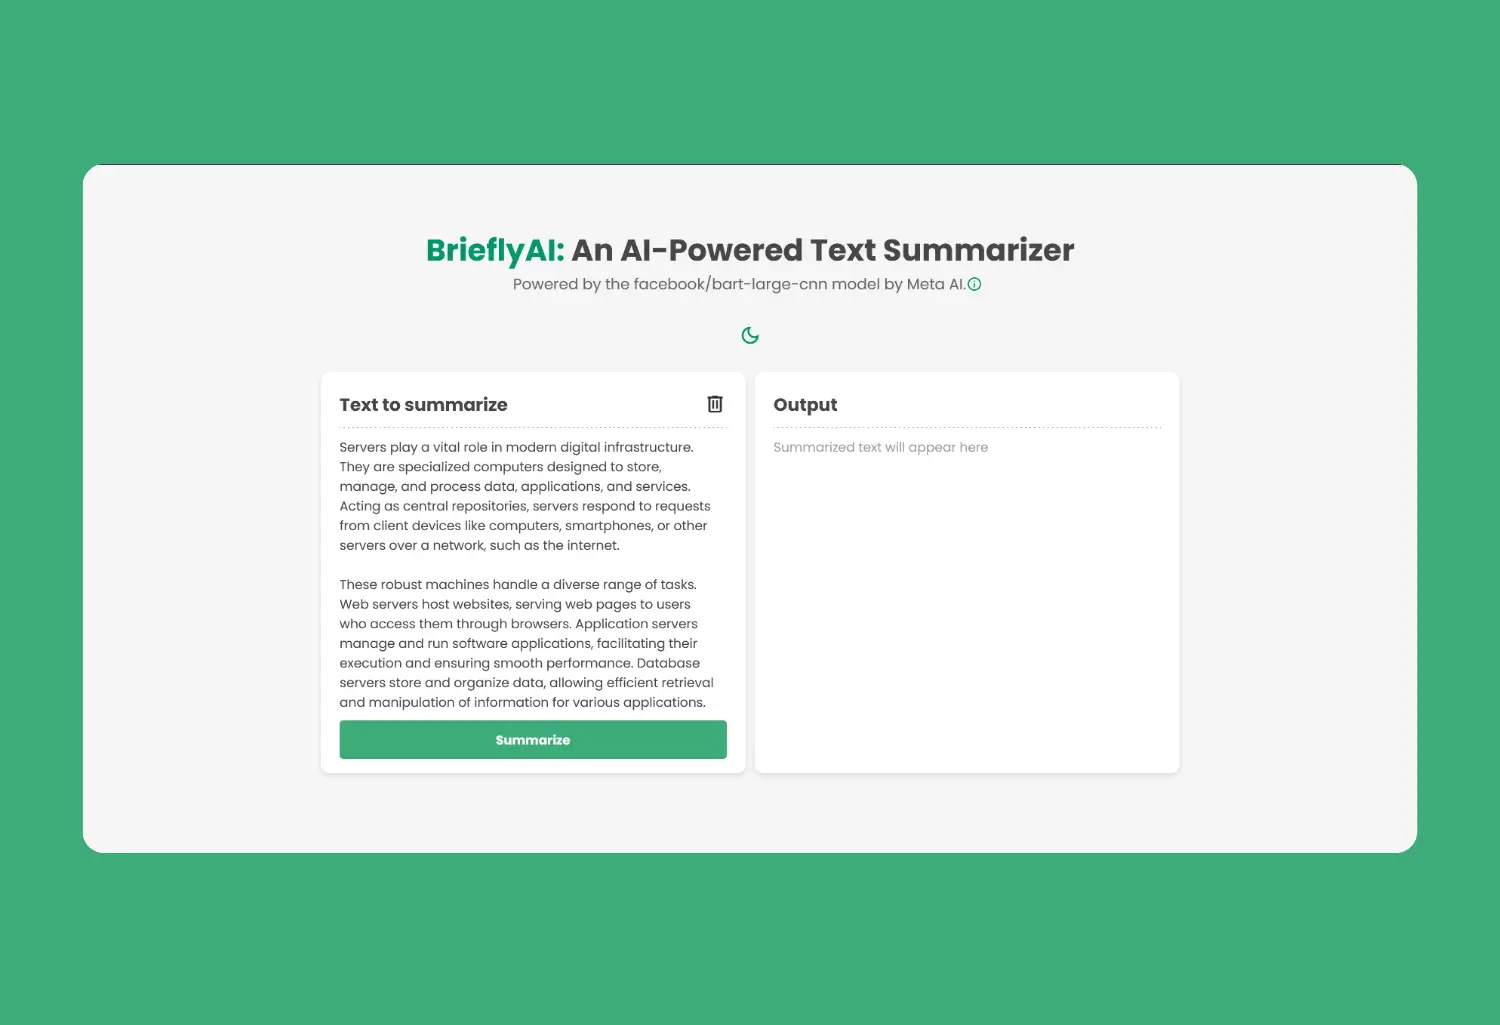 BrieflyAI: An AI-Powered Text Summarizer
Powered by the facebook/bart-large-cnn model by Meta AI.
Text to summarize
Servers play a vital role in modern digital infrastructure.
They are specialized computers designed to store,
manage, and process data, applications, and services.
Acting as central repositories, servers respond to requests
from client devices like computers, smartphones, or other
servers over a network, such as the internet.
These robust machines handle a diverse range of tasks.
Web servers host websites, serving web pages to users
who access them through browsers. Application servers
manage and run software applications, facilitating their
execution and ensuring smooth performance. Database
servers store and organize data, allowing efficient retrieval
and manipulation of information for various applications.
Summarize
Output
Summarized text will appear here